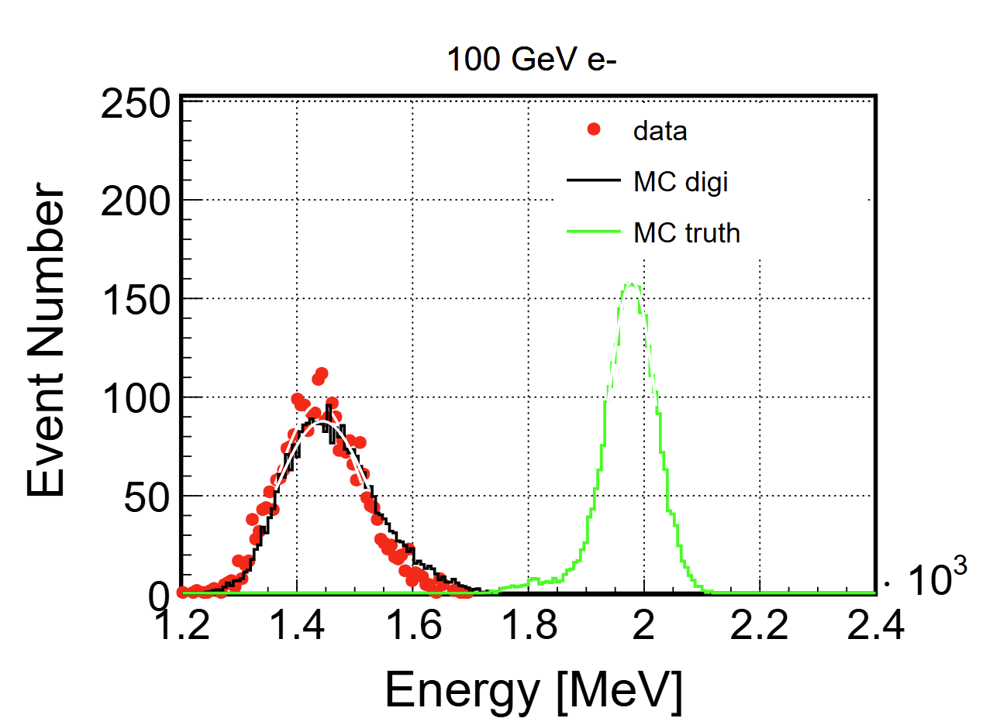 100 GeV e-
250
200
150
100
50
0
Event Number
data
MC digi
MC truth
1.2 1.4 1.6 1.8 2 2.2 2.4
· 10³
Energy [MeV]